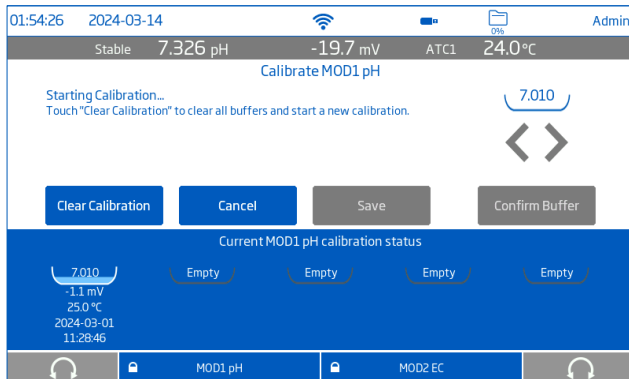 01:54:26 2024-03-14 0% Admin
Stable 7.326 pH -19.7 mV ATC1 24.0 °C
Calibrate MOD1 pH
Starting Calibration...
Touch "Clear Calibration" to clear all buffers and start a new calibration.
7.010
Clear Calibration Cancel Save Confirm Buffer
Current MOD1 pH calibration status
7.010 Empty Empty Empty Empty
-1.1 mV
25.0 °C
2024-03-01
11:28:46
MOD1 pH MOD2 EC